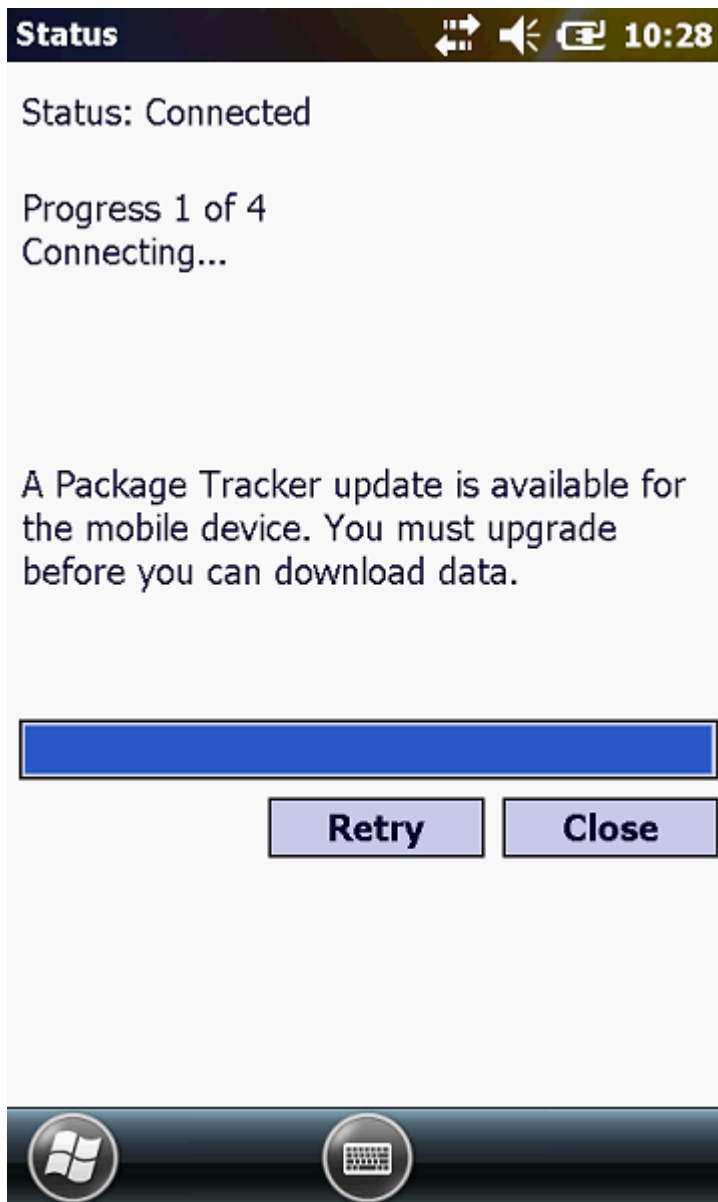 Status 10:28
Status: Connected
Progress 1 of 4
Connecting...
A Package Tracker update is available for
the mobile device. You must upgrade
before you can download data.
Retry Close